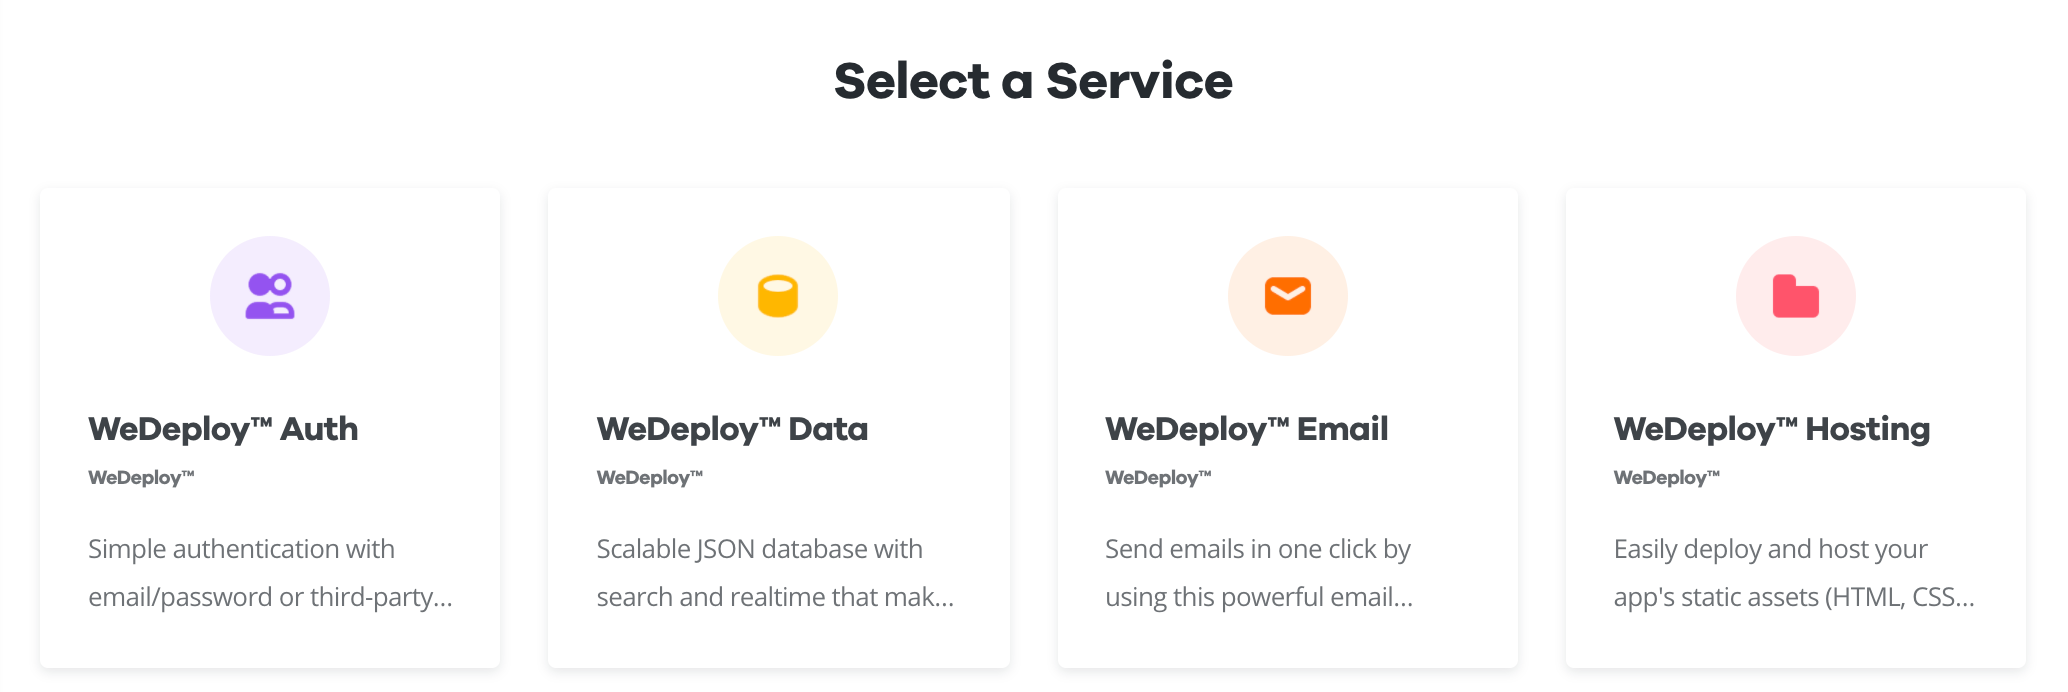 Select a Service
WeDeploy™ Auth
WeDeploy™
Simple authentication with
email/password or third-party...
WeDeploy™ Data
WeDeploy™
Scalable JSON database with
search and realtime that mak...
WeDeploy™ Email
WeDeploy™
Send emails in one click by
using this powerful email...
WeDeploy™ Hosting
WeDeploy™
Easily deploy and host your
app's static assets (HTML, CSS...